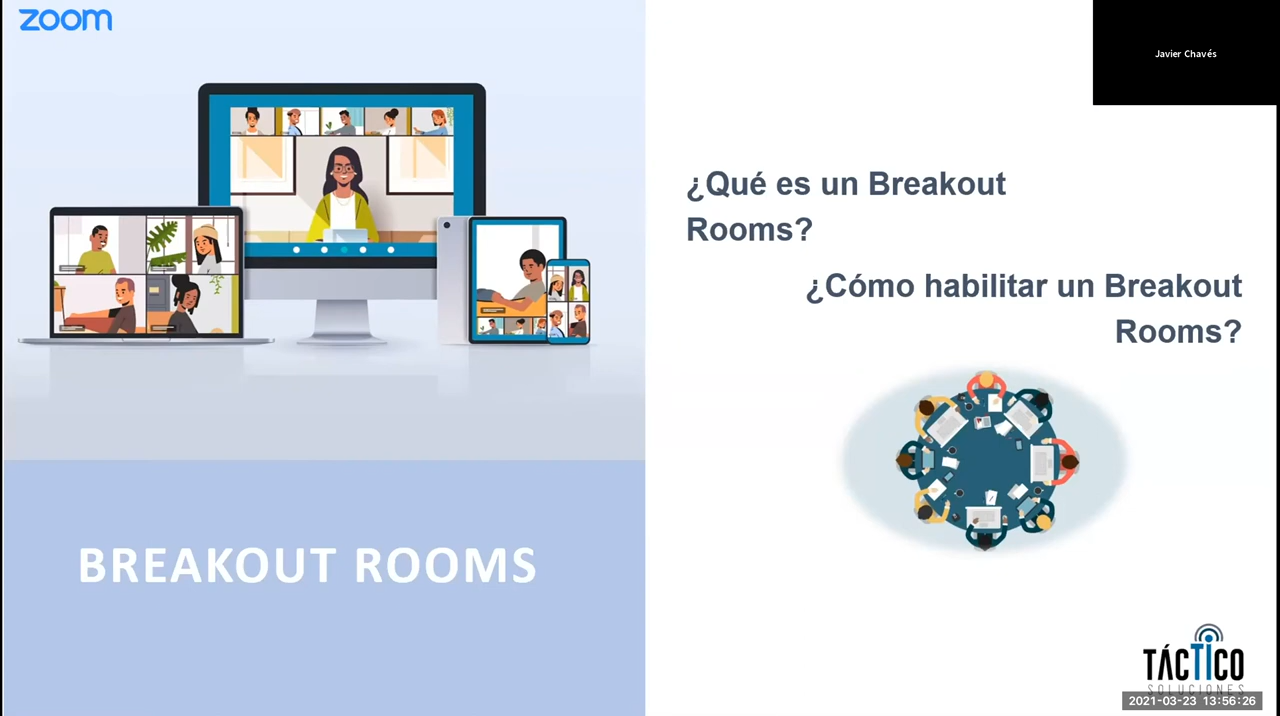 zoom
Javier Chavés
¿Qué es un Breakout
Rooms?
¿Cómo habilitar un Breakout
Rooms?
BREAKOUT ROOMS
TÁCTICO
SOLUCIONES
2021-03-23 13:56:26